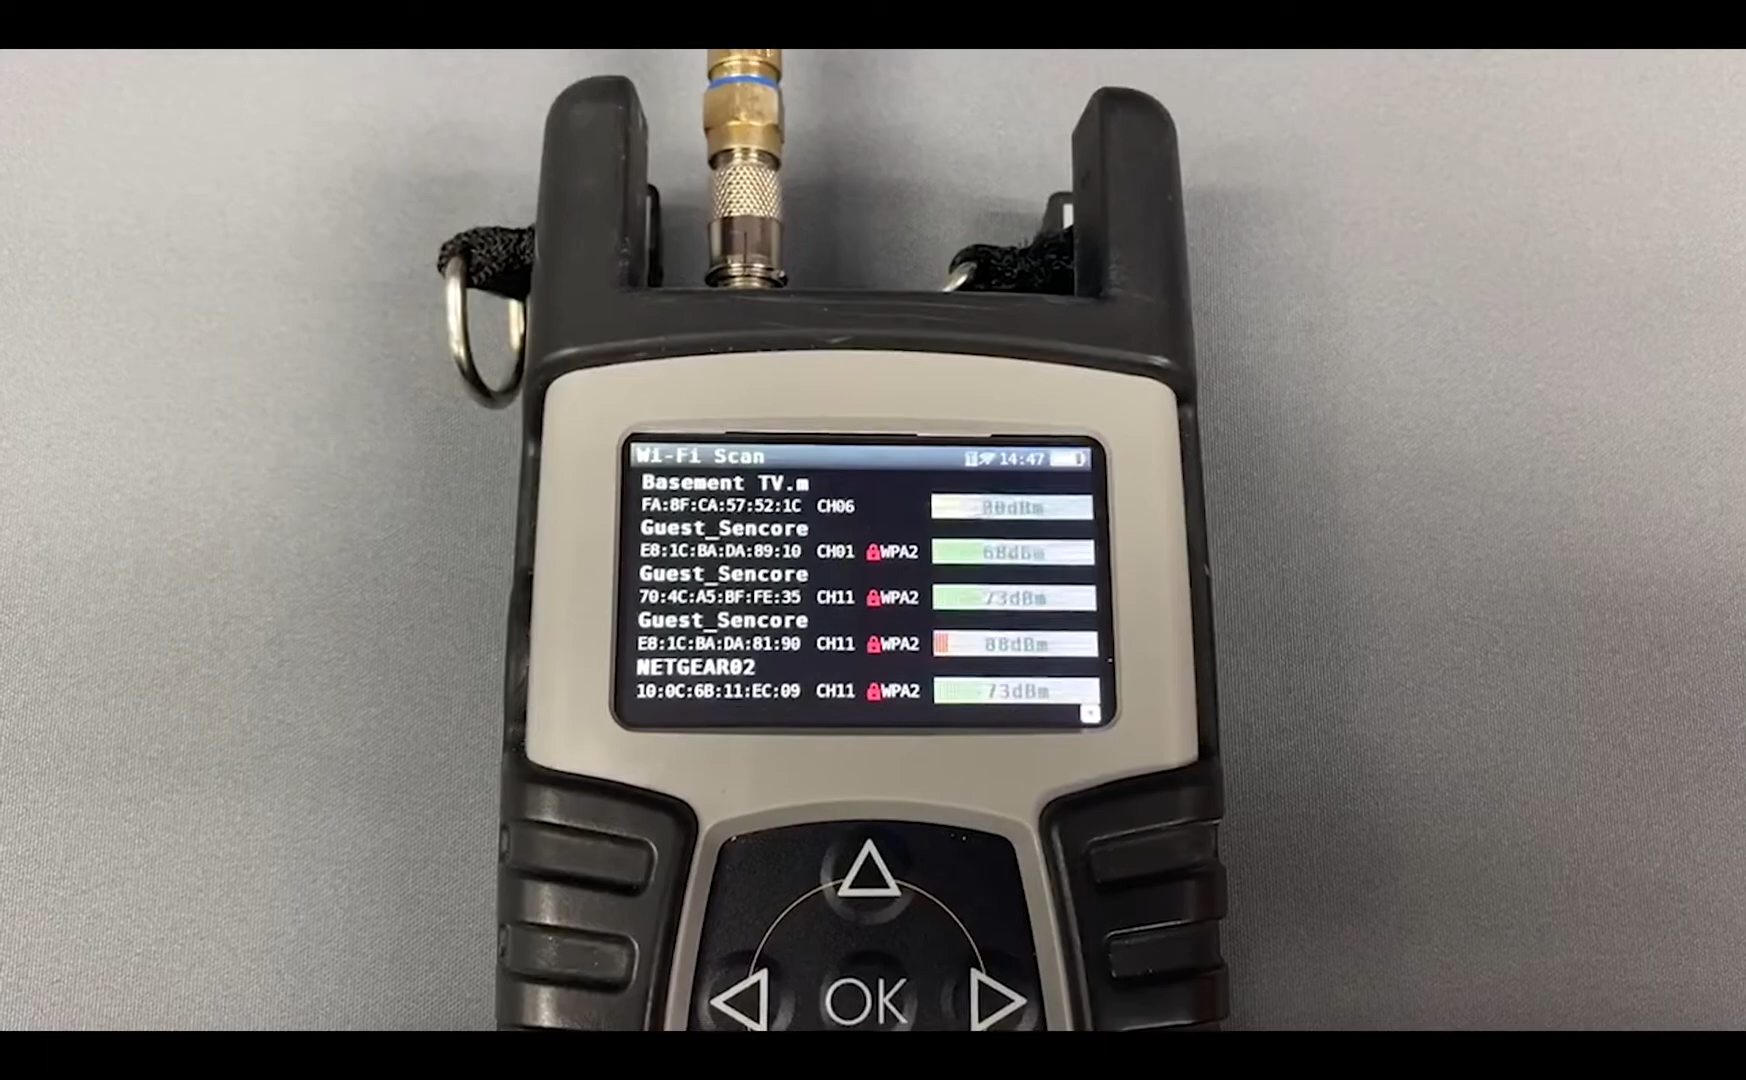 Wi-Fi Scan 14:47
Basement TV.m
FA:8F:CA:57:52:1C CH06
Guest_Sencore
E8:1C:BA:DA:89:10 CH01 WPA2 68dBm
Guest_Sencore
70:4C:A5:BF:FE:35 CH11 WPA2 -73dBm
Guest_Sencore
E8:1C:BA:DA:81:90 CH11 WPA2 88dBm
NETGEAR02
10:0C:6B:11:EC:09 CH11 WPA2 -73dBm
OK